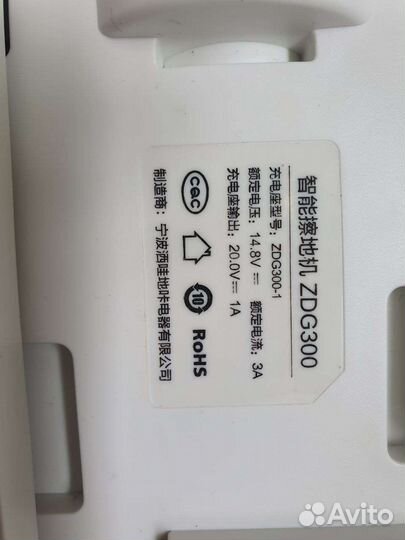 智能擦地机 ZDG300
充电座型号：ZDG300-1
额定电压：14.8V⎓ 额定电流：3A
充电座输出：20.0V⎓ 1A
CQC
10
RoHS
制造商：宁波洒哇地咔电器有限公司
Avito